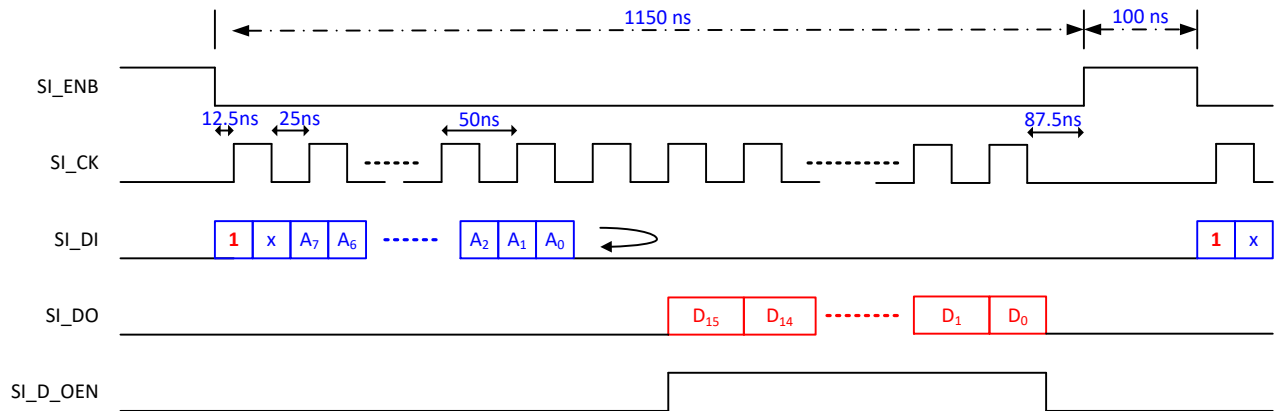 1150 ns 100 ns
SI_ENB
12.5ns 25ns 50ns 87.5ns
SI_CK
SI_DI 1 x A₇ A₆ A₂ A₁ A₀ 1 x
SI_DO D₁₅ D₁₄ D₁ D₀
SI_D_OEN